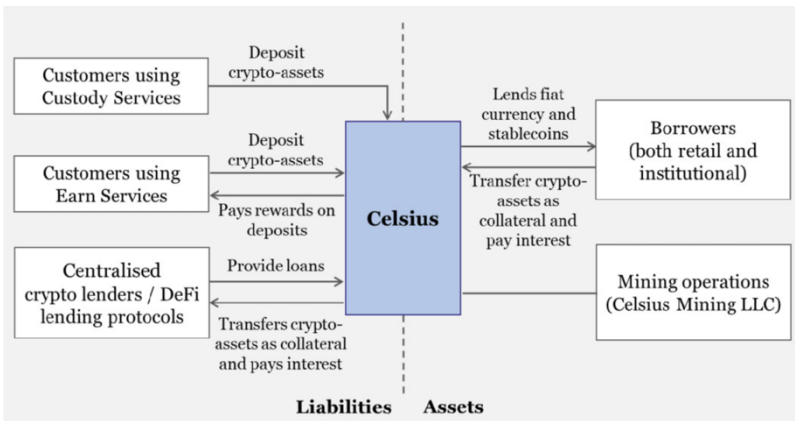 Deposit
crypto-assets
Customers using
Custody Services
Deposit
crypto-assets
Customers using
Earn Services
Pays rewards on
deposits
Centralised
crypto lenders / DeFi
lending protocols
Provide loans
Transfers crypto-
assets as collateral
and pays interest
Celsius
Lends fiat
currency and
stablecoins
Borrowers
(both retail and
institutional)
Transfer crypto-
assets as
collateral and
pay interest
Mining operations
(Celsius Mining LLC)
Liabilities Assets